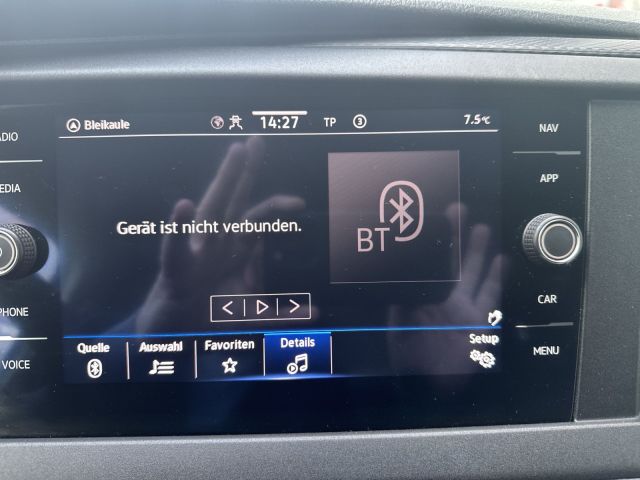 Bleikaule 14:27 TP 3 7.5°C
Gerät ist nicht verbunden.
BT
Quelle Auswahl Favoriten Details Setup
ADIO
EDIA
PHONE
VOICE
NAV
APP
CAR
MENU